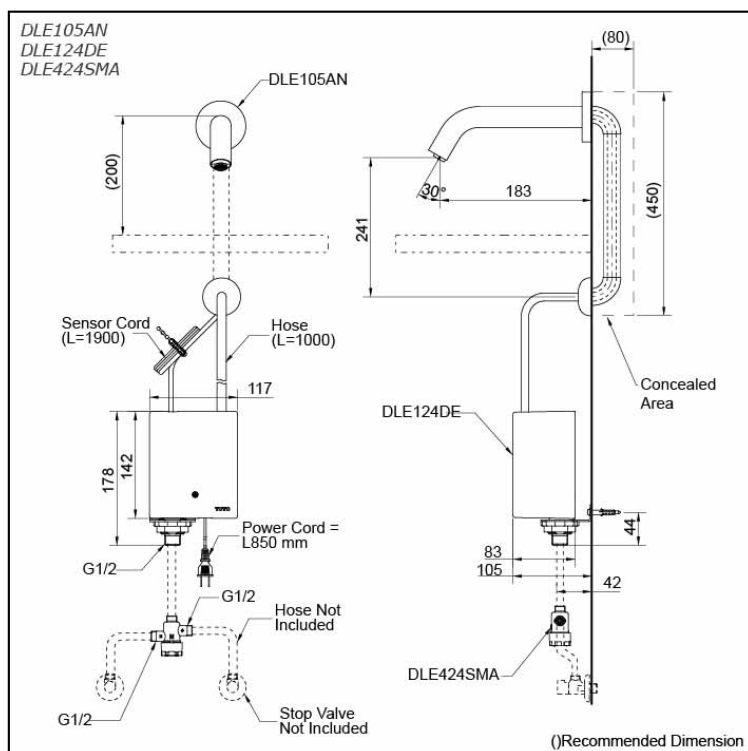 DLE105AN
DLE124DE
DLE424SMA
DLE105AN
(200)
Sensor Cord
(L=1900)
Hose
(L=1000)
117
178
142
TOTO
Power Cord =
L850 mm
G1/2
G1/2
Hose Not
Included
G1/2
Stop Valve
Not Included
(80)
30°
183
241
(450)
Concealed
Area
DLE124DE
44
83
105
42
DLE424SMA
()Recommended Dimension